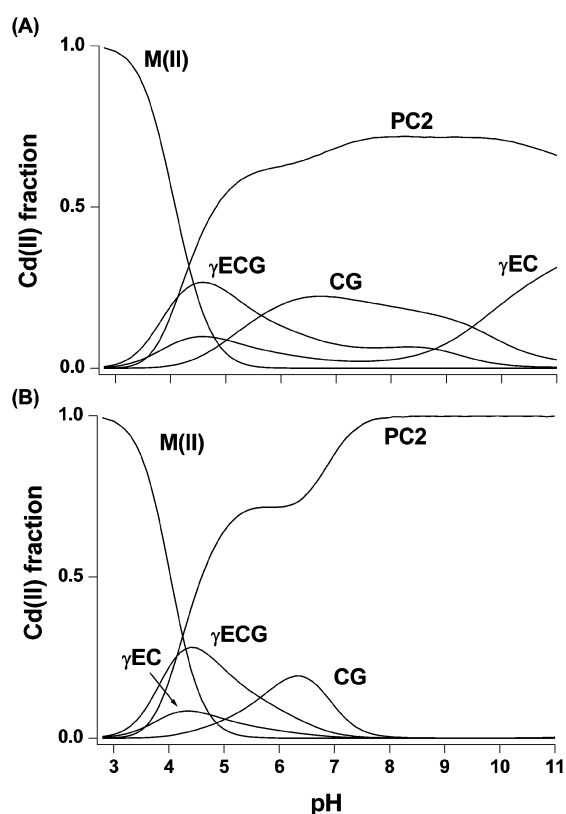 (A)
1.0
M(II)
PC2
Cd(II) fraction
0.5
γECG
CG
γEC
0.0
(B)
1.0
M(II)
PC2
Cd(II) fraction
0.5
γEC
γECG
CG
0.0
3 4 5 6 7 8 9 10 11
pH